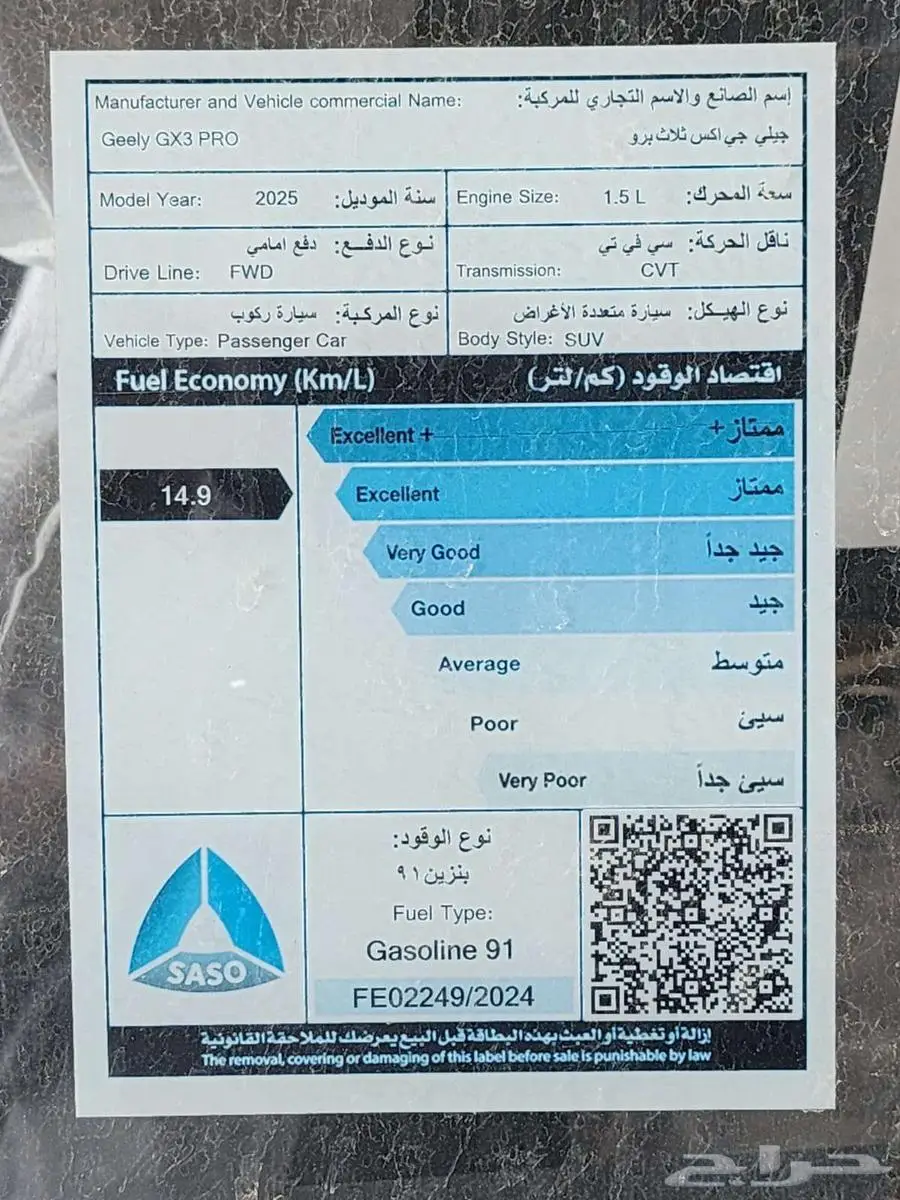 Manufacturer and Vehicle commercial Name: إسم الصانع والاسم التجاري للمركبة:
Geely GX3 PRO جيلي جي اكس ثلاث برو
Model Year: 2025 سنة الموديل:
Engine Size: 1.5 L سعة المحرك:
نوع الدفع: دفع امامي
Drive Line: FWD
ناقل الحركة: سي في تي
Transmission: CVT
نوع المركبة: سيارة ركوب
Vehicle Type: Passenger Car
نوع الهيكل: سيارة متعددة الأغراض
Body Style: SUV
Fuel Economy (Km/L) اقتصاد الوقود (كم/لتر)
Excellent + ممتاز +
14.9
Excellent ممتاز
Very Good جيد جداً
Good جيد
Average متوسط
Poor سيئ
Very Poor سيئ جداً
SASO
نوع الوقود:
بنزين ٩١
Fuel Type:
Gasoline 91
FE02249/2024
إزالة أو تغطية أو العبث بهذه البطاقة قبل البيع يعرضك للملاحقة القانونية
The removal, covering or damaging of this label before sale is punishable by law
حراج